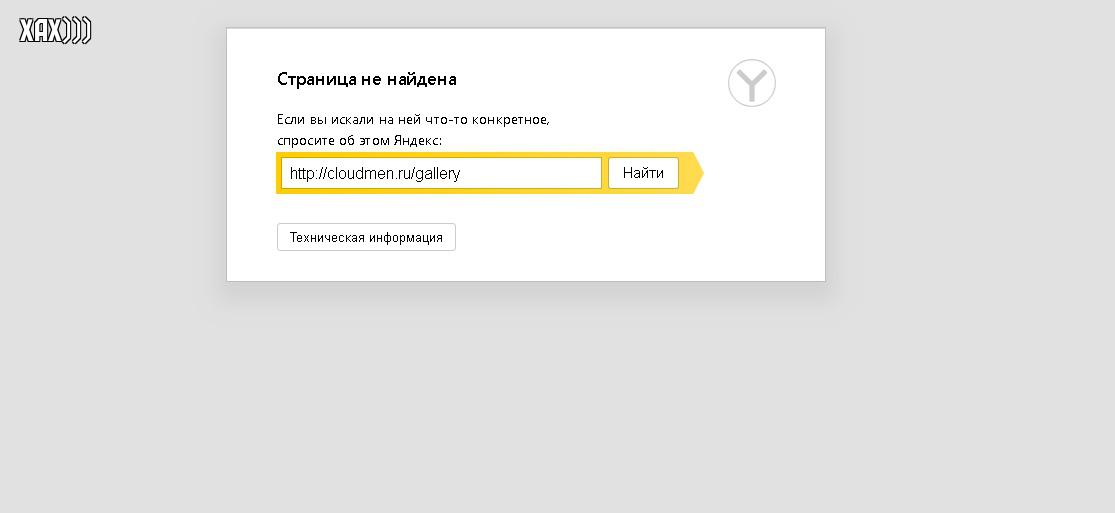 ХАХ)))
Страница не найдена
Если вы искали на ней что-то конкретное,
спросите об этом Яндекс:
http://cloudmen.ru/gallery
Найти
Техническая информация